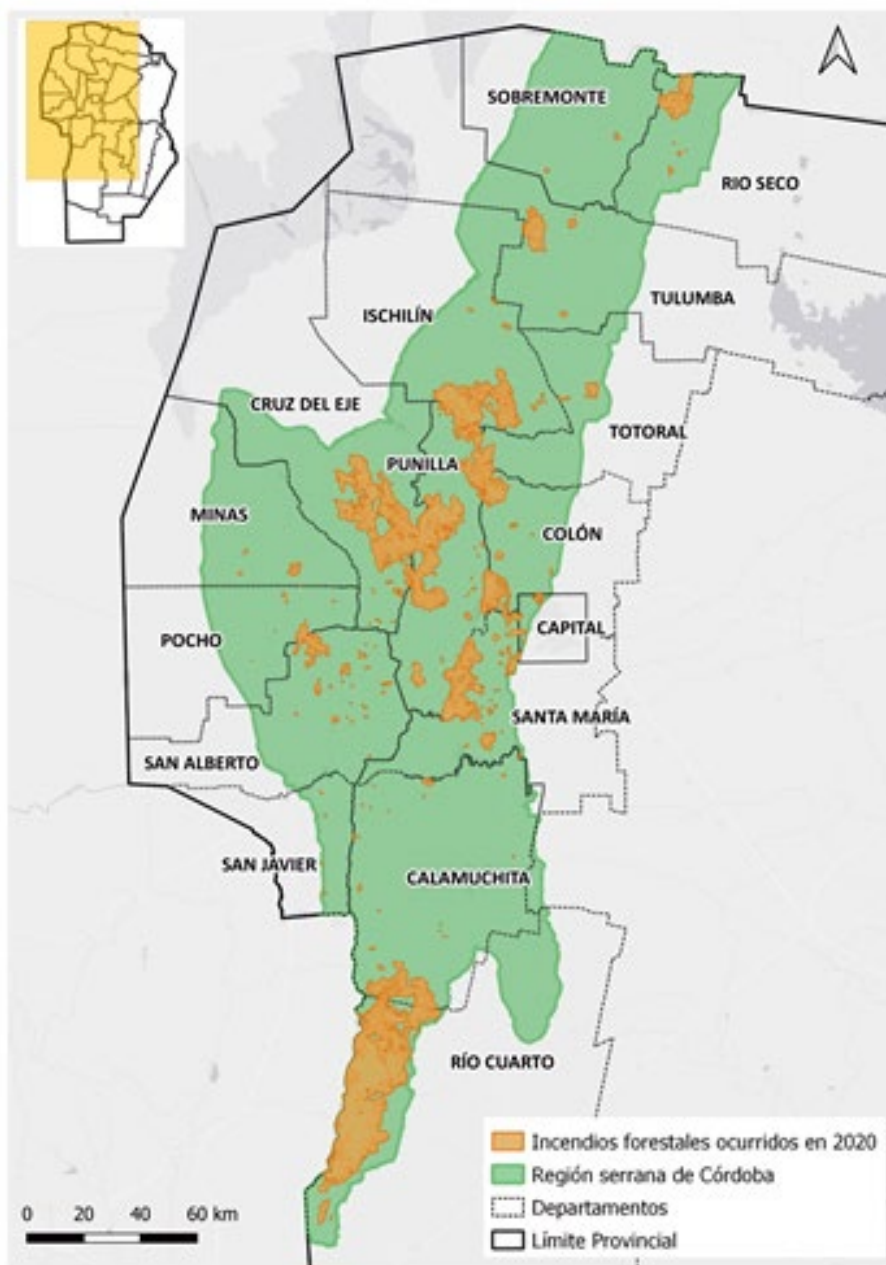 SOBREMONTE
RIO SECO
TULUMBA
ISCHILÍN
CRUZ DEL EJE
TOTORAL
PUNILLA
MINAS
COLÓN
POCHO
CAPITAL
SANTA MARÍA
SAN ALBERTO
SAN JAVIER
CALAMUCHITA
RÍO CUARTO
Incendios forestales ocurridos en 2020
Región serrana de Córdoba
Departamentos
Límite Provincial
0 20 40 60 km